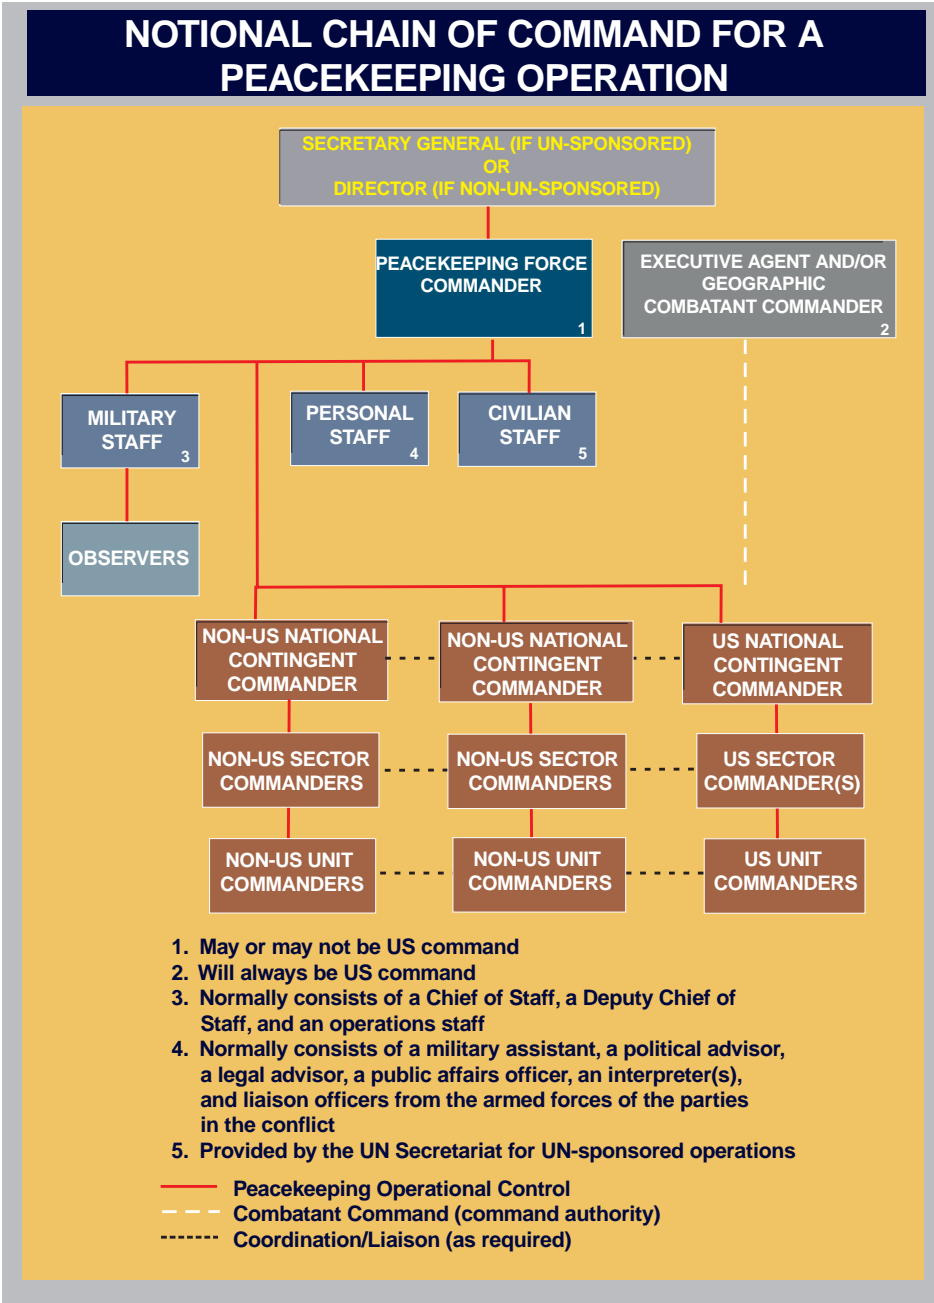 NOTIONAL CHAIN OF COMMAND FOR A
PEACEKEEPING OPERATION
SECRETARY GENERAL (IF UN-SPONSORED)
OR
DIRECTOR (IF NON-UN-SPONSORED)
PEACEKEEPING FORCE
COMMANDER
1
EXECUTIVE AGENT AND/OR
GEOGRAPHIC
COMBATANT COMMANDER
2
MILITARY
STAFF
3
PERSONAL
STAFF
4
CIVILIAN
STAFF
5
OBSERVERS
NON-US NATIONAL
CONTINGENT
COMMANDER
NON-US NATIONAL
CONTINGENT
COMMANDER
US NATIONAL
CONTINGENT
COMMANDER
NON-US SECTOR
COMMANDERS
NON-US SECTOR
COMMANDERS
US SECTOR
COMMANDER(S)
NON-US UNIT
COMMANDERS
NON-US UNIT
COMMANDERS
US UNIT
COMMANDERS
1. May or may not be US command
2. Will always be US command
3. Normally consists of a Chief of Staff, a Deputy Chief of
Staff, and an operations staff
4. Normally consists of a military assistant, a political advisor,
a legal advisor, a public affairs officer, an interpreter(s),
and liaison officers from the armed forces of the parties
in the conflict
5. Provided by the UN Secretariat for UN-sponsored operations
Peacekeeping Operational Control
Combatant Command (command authority)
Coordination/Liaison (as required)